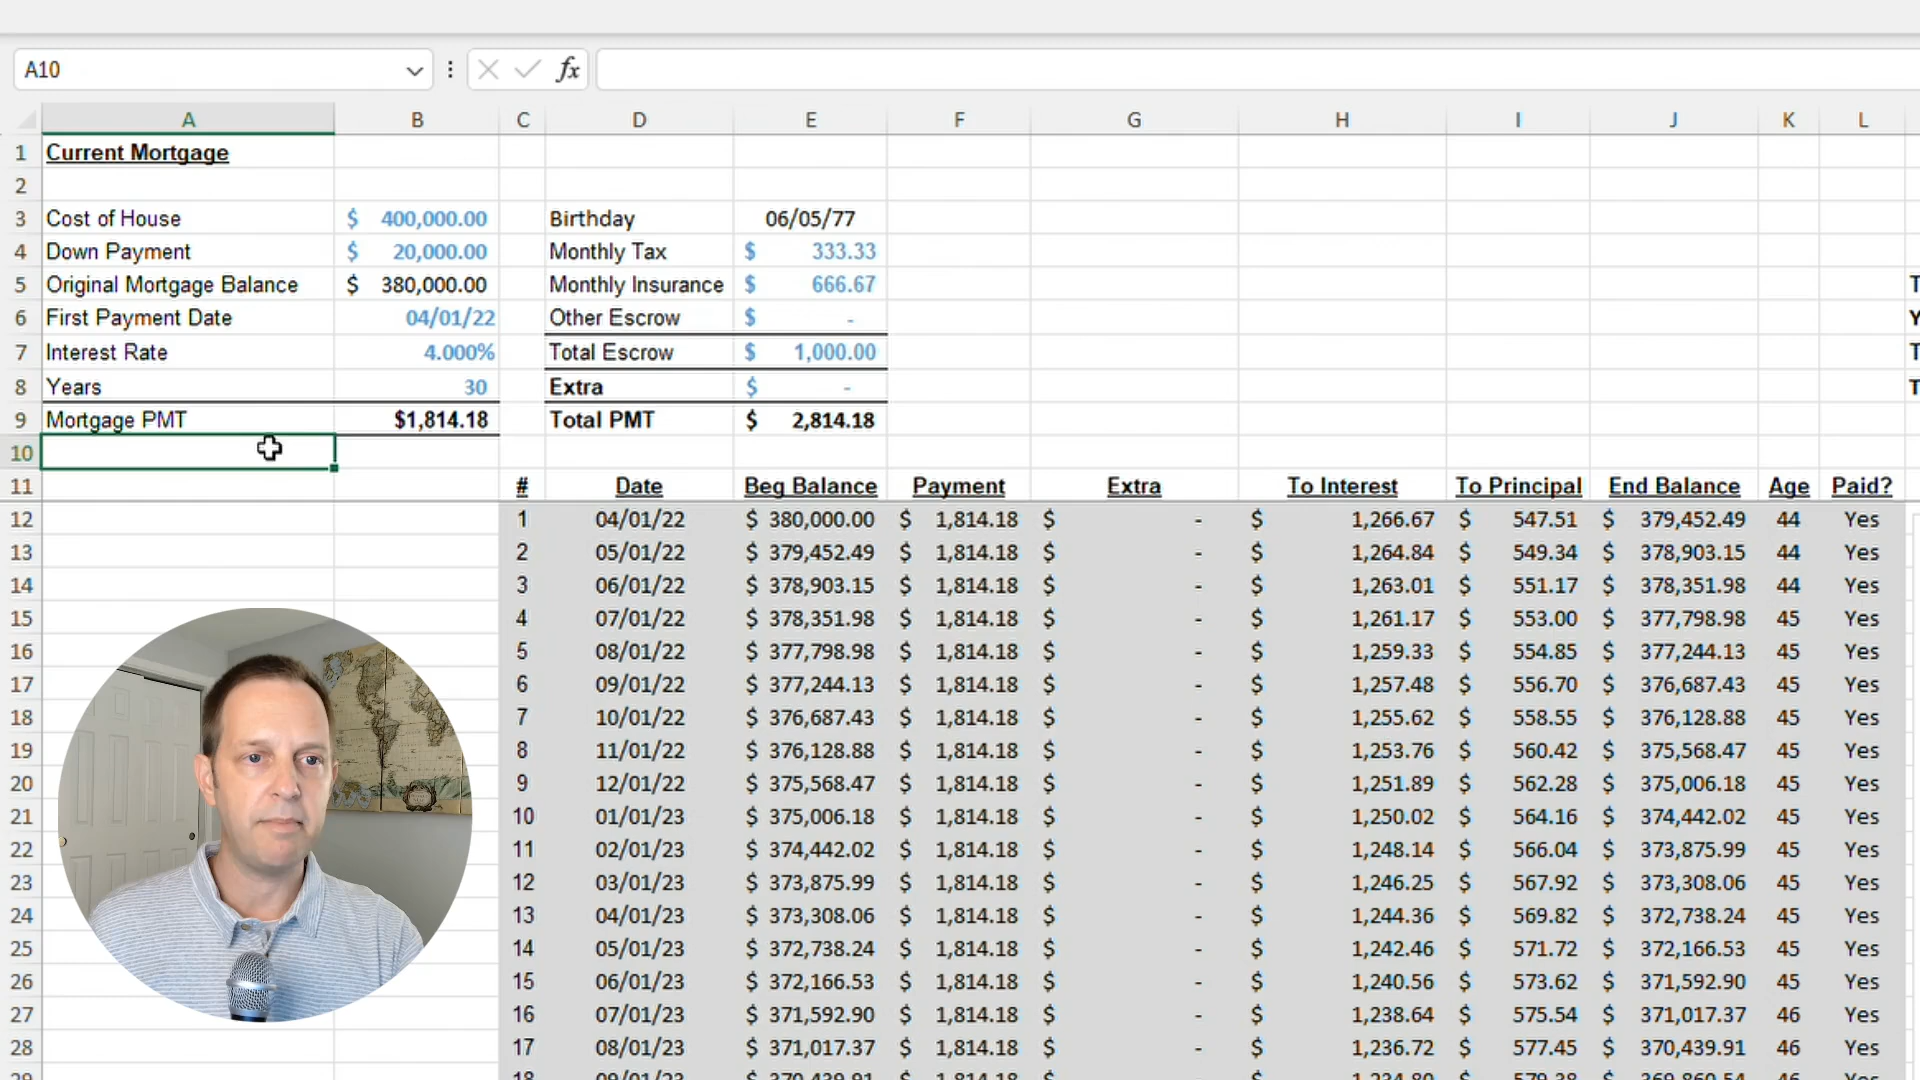 A10 fx
A B C D E F G H I J K L
1 Current Mortgage
2
3 Cost of House $ 400,000.00 Birthday 06/05/77
4 Down Payment $ 20,000.00 Monthly Tax $ 333.33
5 Original Mortgage Balance $ 380,000.00 Monthly Insurance $ 666.67 T
6 First Payment Date 04/01/22 Other Escrow $ - Y
7 Interest Rate 4.000% Total Escrow $ 1,000.00 T
8 Years 30 Extra $ - T
9 Mortgage PMT $1,814.18 Total PMT $ 2,814.18
10
11 # Date Beg Balance Payment Extra To Interest To Principal End Balance Age Paid?
12 1 04/01/22 $ 380,000.00 $ 1,814.18 $ - $ 1,266.67 $ 547.51 $ 379,452.49 44 Yes
13 2 05/01/22 $ 379,452.49 $ 1,814.18 $ - $ 1,264.84 $ 549.34 $ 378,903.15 44 Yes
14 3 06/01/22 $ 378,903.15 $ 1,814.18 $ - $ 1,263.01 $ 551.17 $ 378,351.98 44 Yes
15 4 07/01/22 $ 378,351.98 $ 1,814.18 $ - $ 1,261.17 $ 553.00 $ 377,798.98 45 Yes
16 5 08/01/22 $ 377,798.98 $ 1,814.18 $ - $ 1,259.33 $ 554.85 $ 377,244.13 45 Yes
17 6 09/01/22 $ 377,244.13 $ 1,814.18 $ - $ 1,257.48 $ 556.70 $ 376,687.43 45 Yes
18 7 10/01/22 $ 376,687.43 $ 1,814.18 $ - $ 1,255.62 $ 558.55 $ 376,128.88 45 Yes
19 8 11/01/22 $ 376,128.88 $ 1,814.18 $ - $ 1,253.76 $ 560.42 $ 375,568.47 45 Yes
20 9 12/01/22 $ 375,568.47 $ 1,814.18 $ - $ 1,251.89 $ 562.28 $ 375,006.18 45 Yes
21 10 01/01/23 $ 375,006.18 $ 1,814.18 $ - $ 1,250.02 $ 564.16 $ 374,442.02 45 Yes
22 11 02/01/23 $ 374,442.02 $ 1,814.18 $ - $ 1,248.14 $ 566.04 $ 373,875.99 45 Yes
23 12 03/01/23 $ 373,875.99 $ 1,814.18 $ - $ 1,246.25 $ 567.92 $ 373,308.06 45 Yes
24 13 04/01/23 $ 373,308.06 $ 1,814.18 $ - $ 1,244.36 $ 569.82 $ 372,738.24 45 Yes
25 14 05/01/23 $ 372,738.24 $ 1,814.18 $ - $ 1,242.46 $ 571.72 $ 372,166.53 45 Yes
26 15 06/01/23 $ 372,166.53 $ 1,814.18 $ - $ 1,240.56 $ 573.62 $ 371,592.90 45 Yes
27 16 07/01/23 $ 371,592.90 $ 1,814.18 $ - $ 1,238.64 $ 575.54 $ 371,017.37 46 Yes
28 17 08/01/23 $ 371,017.37 $ 1,814.18 $ - $ 1,236.72 $ 577.45 $ 370,439.91 46 Yes